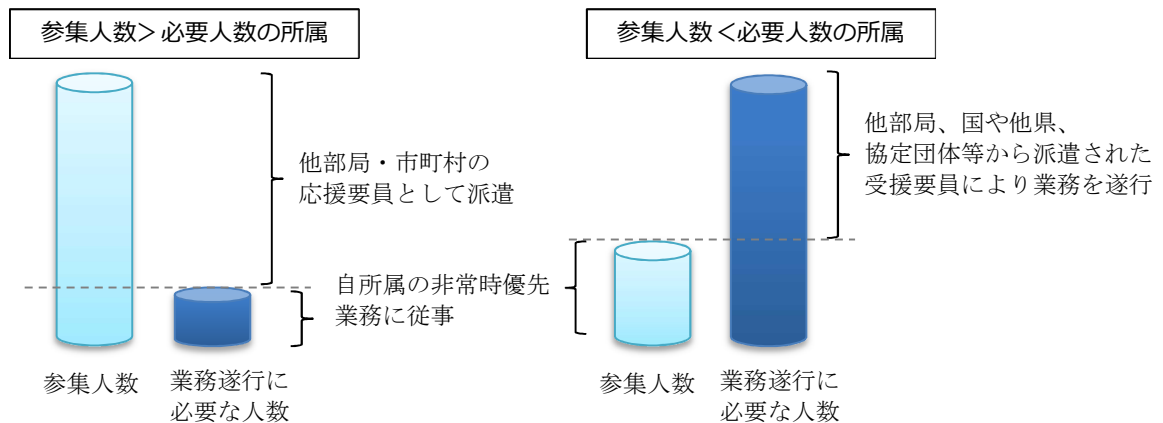 参集人数＞必要人数の所属
他部局・市町村の
応援要員として派遣
自所属の非常時優先
業務に従事
参集人数
業務遂行に
必要な人数
参集人数＜必要人数の所属
他部局、国や他県、
協定団体等から派遣された
受援要員により業務を遂行
参集人数
業務遂行に
必要な人数